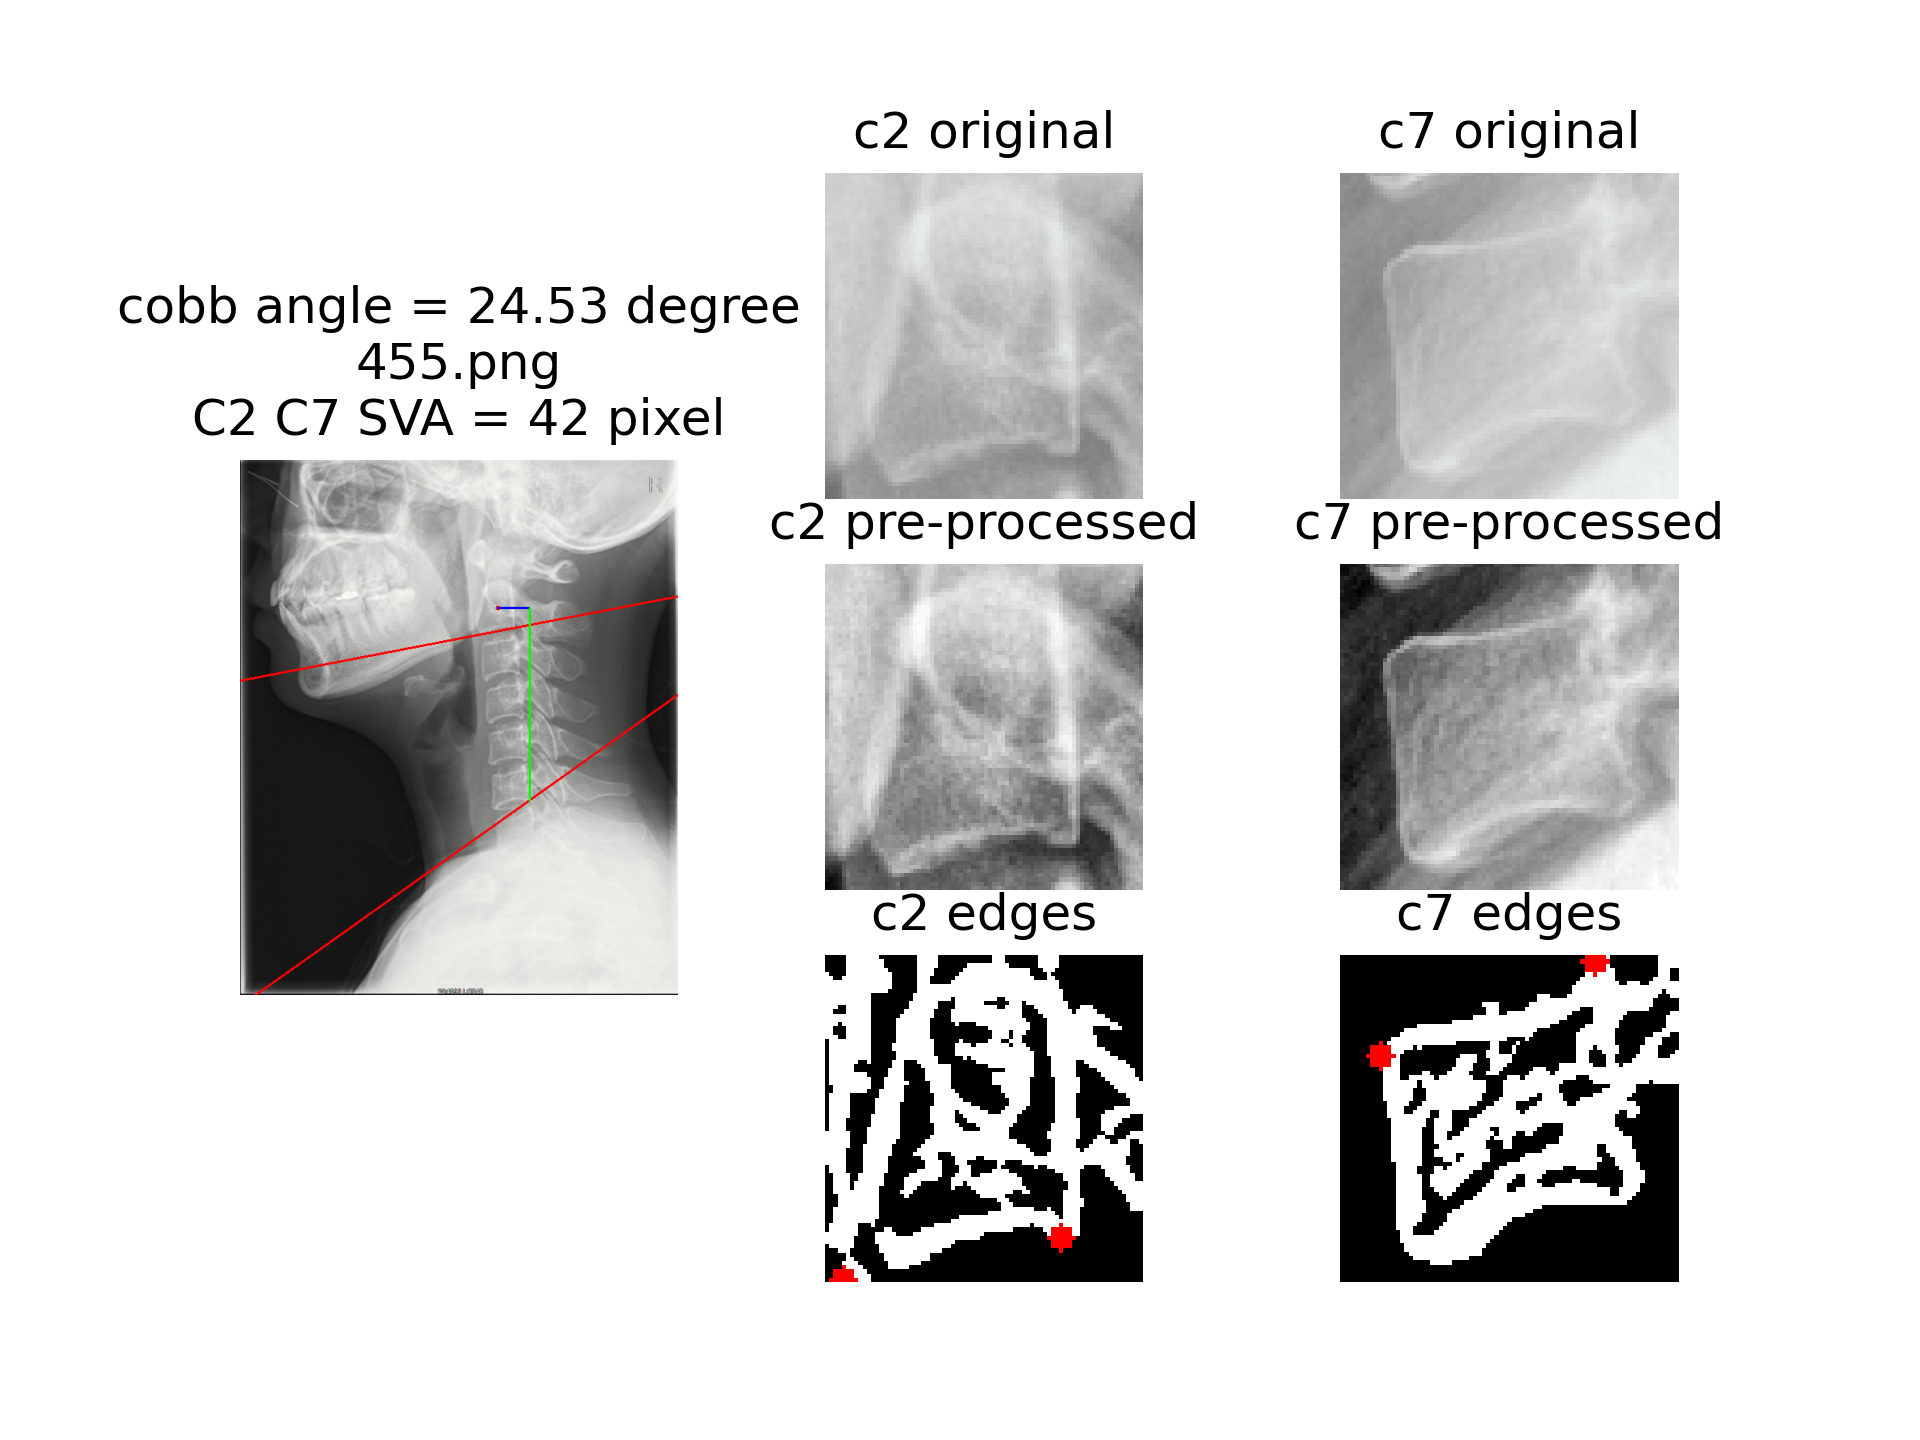 cobb angle = 24.53 degree
455.png
C2 C7 SVA = 42 pixel
R
c2 original
c7 original
c2 pre-processed
c7 pre-processed
c2 edges
c7 edges